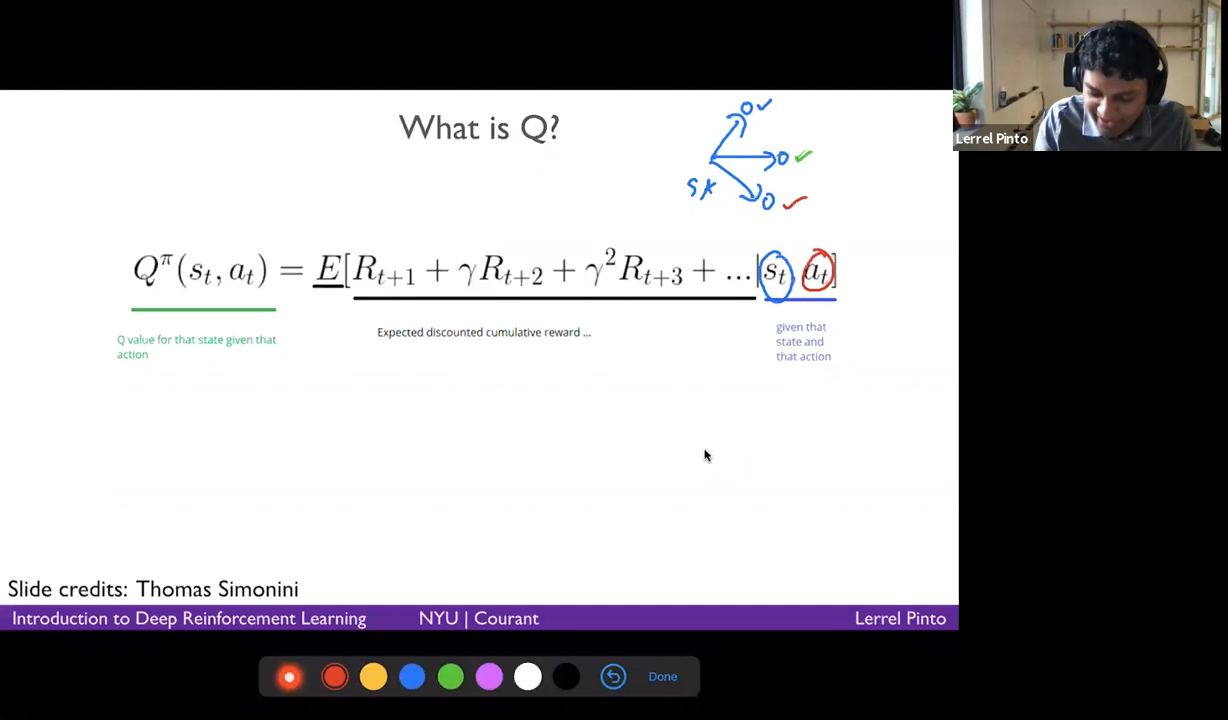 Lerrel Pinto
What is Q?
Q^π(s_t, a_t) = E[R_{t+1} + γR_{t+2} + γ^2R_{t+3} + ...|s_t, a_t]
Q value for that state given that
action
Expected discounted cumulative reward ...
given that
state and
that action
Slide credits: Thomas Simonini
Introduction to Deep Reinforcement Learning NYU | Courant Lerrel Pinto
Done